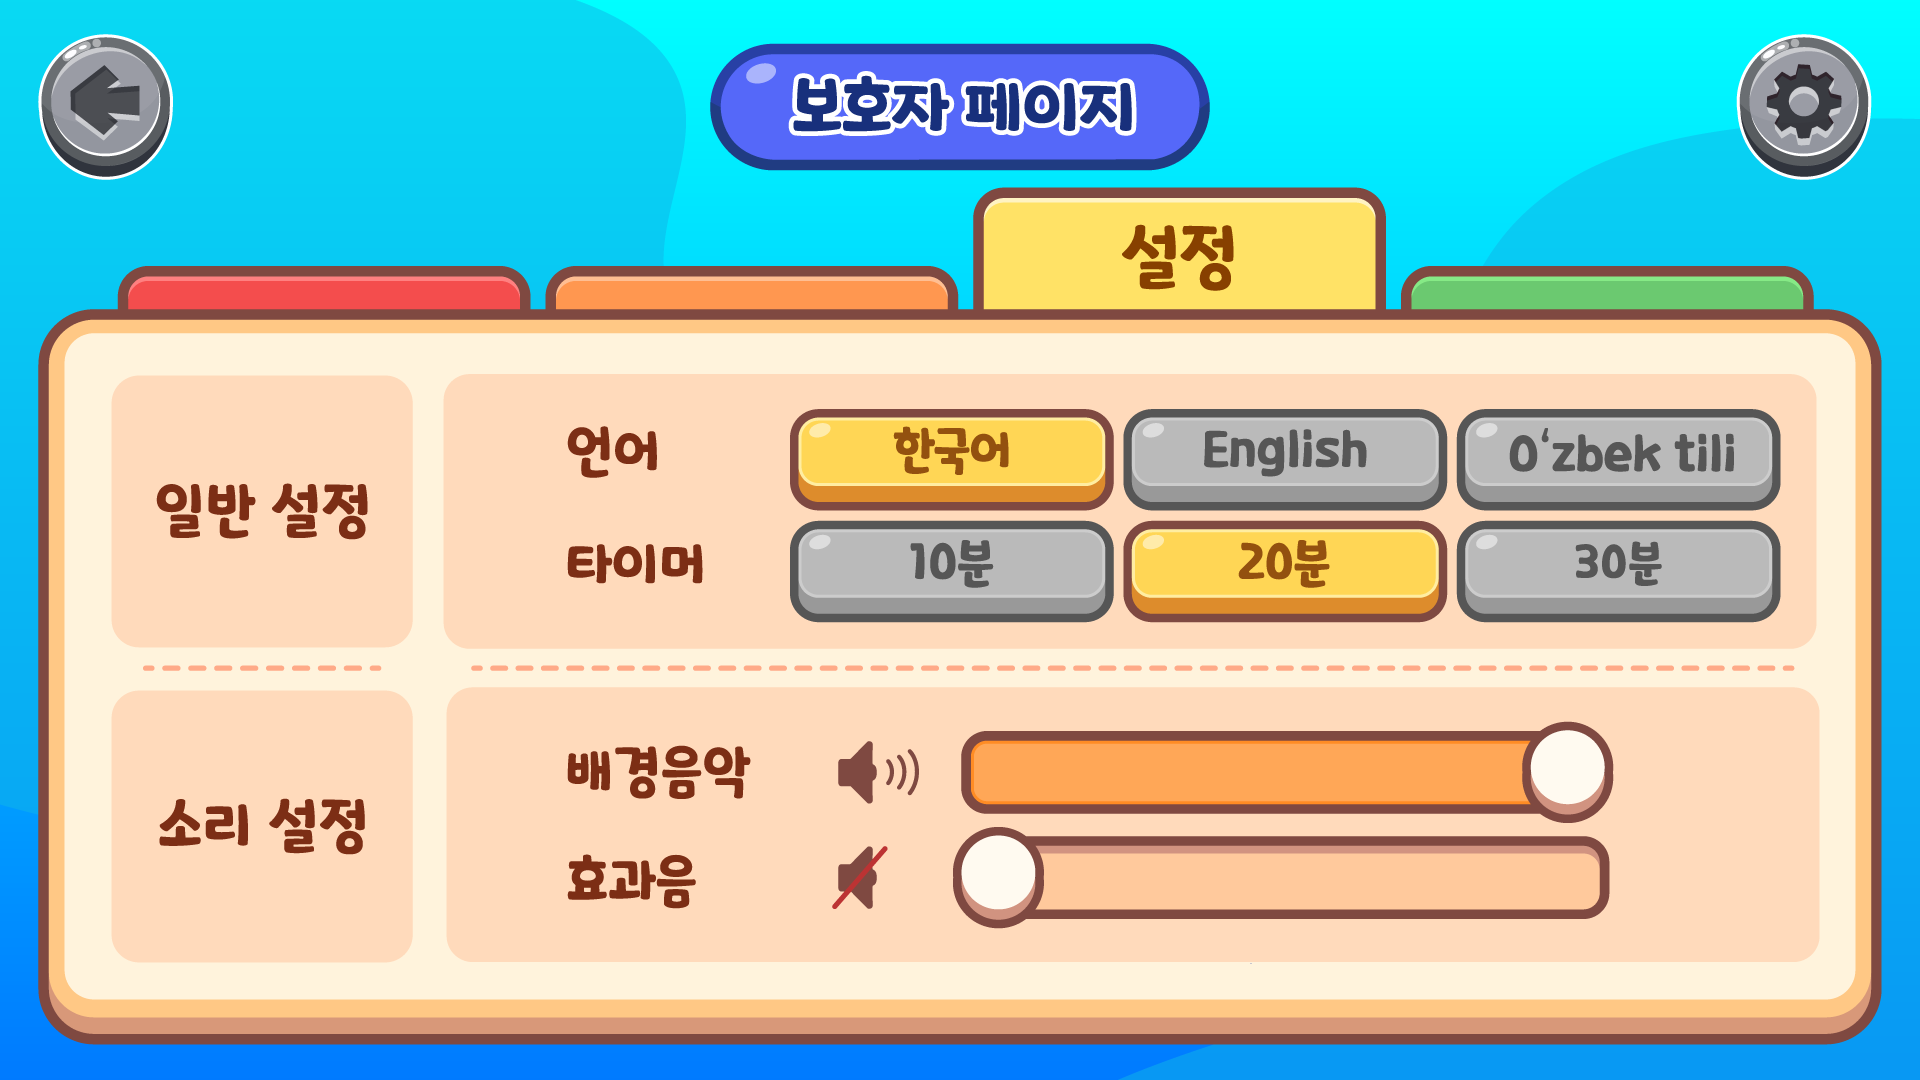 보호자 페이지
설정
일반 설정
언어
한국어
English
Oʻzbek tili
타이머
10분
20분
30분
소리 설정
배경음악
효과음